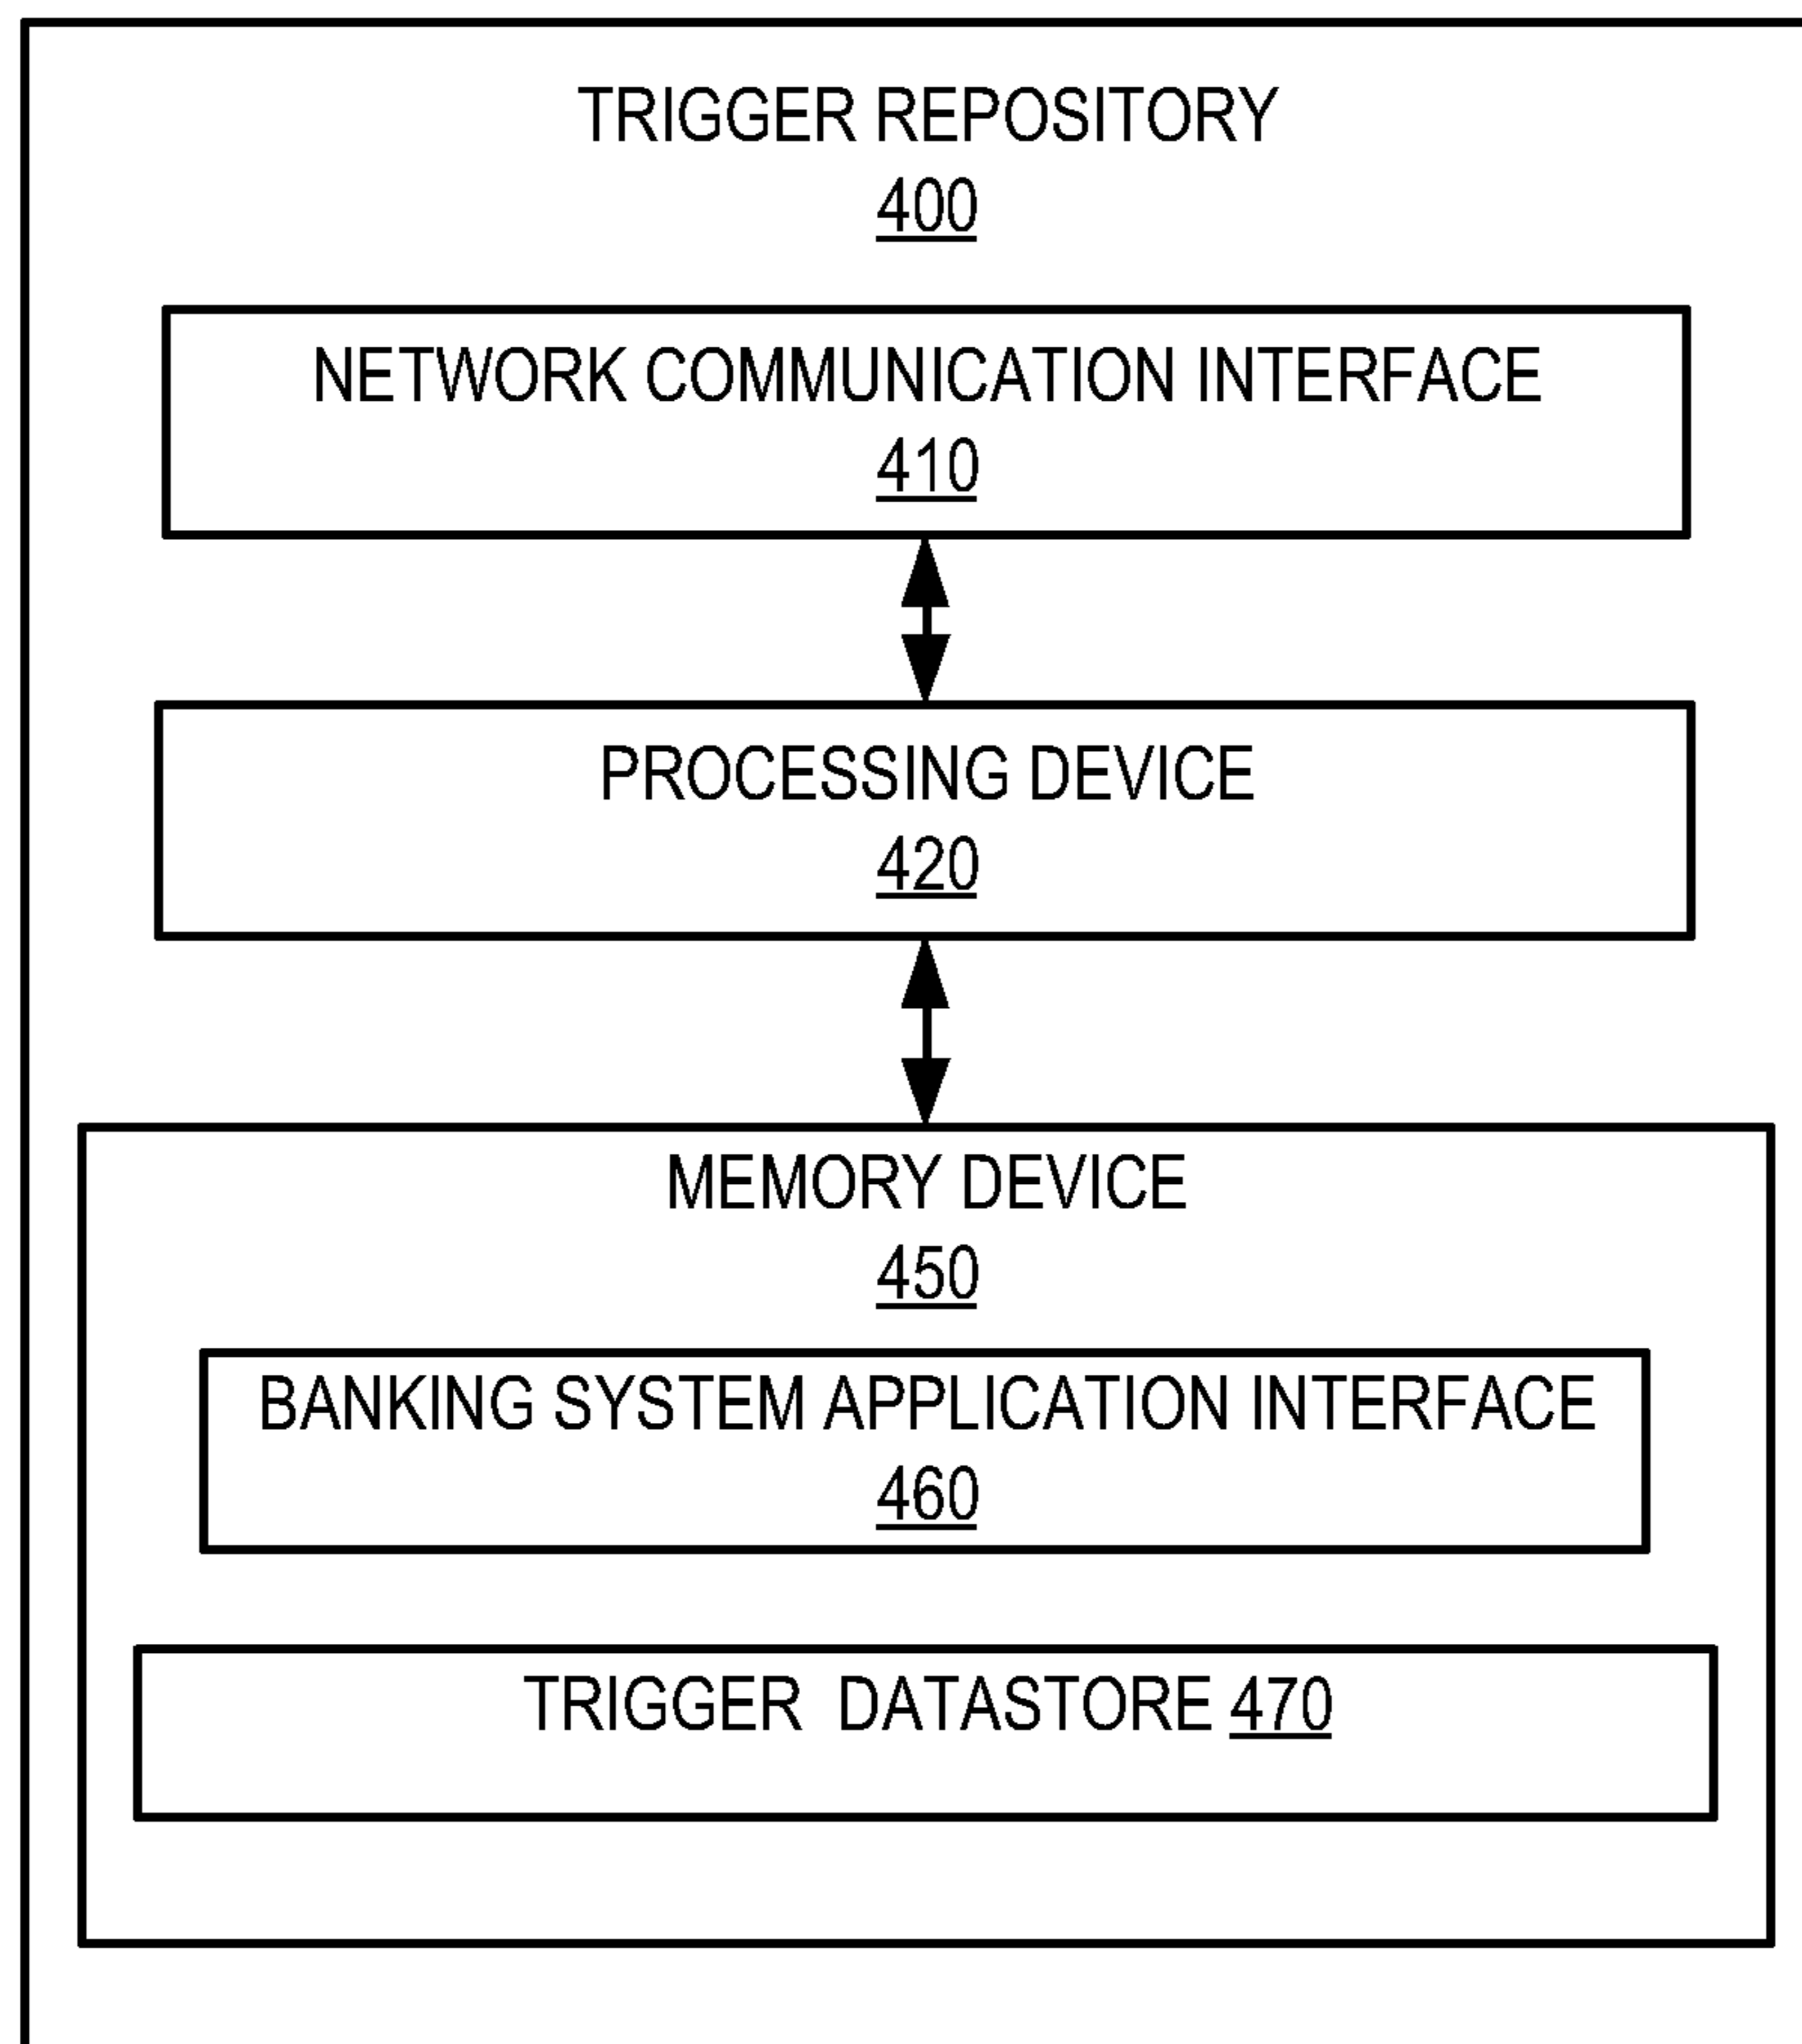 TRIGGER REPOSITORY
400
NETWORK COMMUNICATION INTERFACE
410
PROCESSING DEVICE
420
MEMORY DEVICE
450
BANKING SYSTEM APPLICATION INTERFACE
460
TRIGGER DATASTORE 470